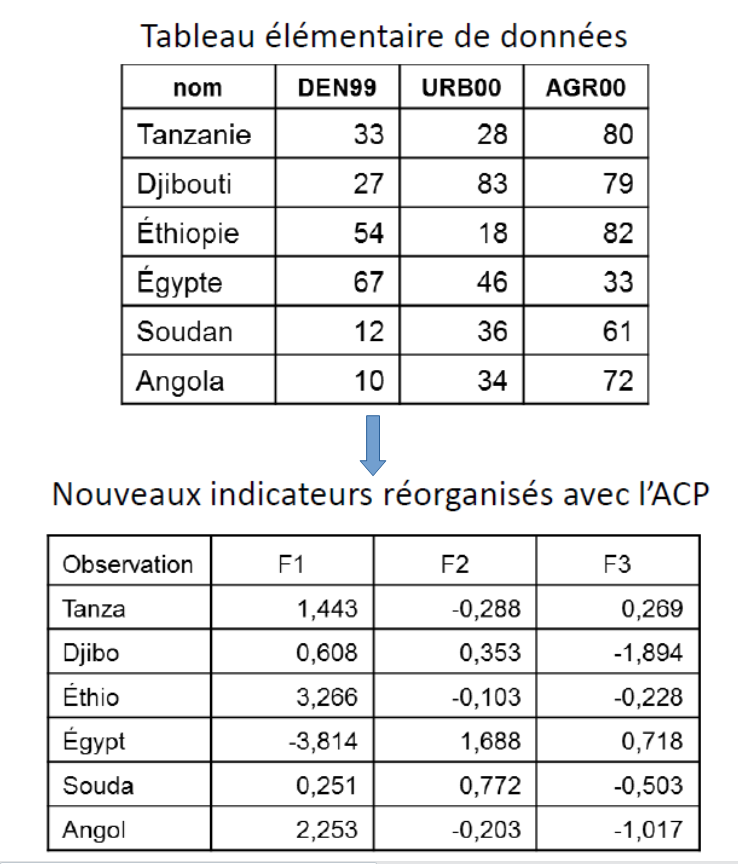 Tableau élémentaire de données
nom DEN99 URB00 AGR00
Tanzanie 33 28 80
Djibouti 27 83 79
Éthiopie 54 18 82
Égypte 67 46 33
Soudan 12 36 61
Angola 10 34 72
Nouveaux indicateurs réorganisés avec l'ACP
Observation F1 F2 F3
Tanza 1,443 -0,288 0,269
Djibo 0,608 0,353 -1,894
Éthio 3,266 -0,103 -0,228
Égypt -3,814 1,688 0,718
Souda 0,251 0,772 -0,503
Angol 2,253 -0,203 -1,017